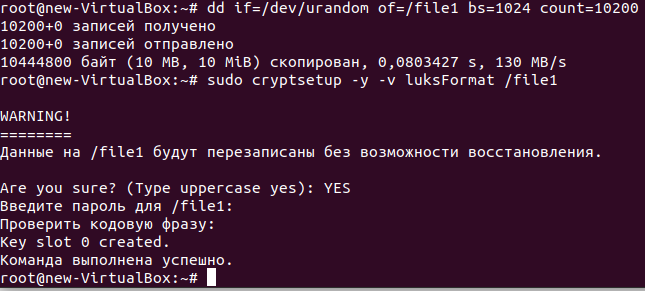 root@new-VirtualBox:~# dd if=/dev/urandom of=/file1 bs=1024 count=10200
10200+0 записей получено
10200+0 записей отправлено
10444800 байт (10 MB, 10 MiB) скопирован, 0,0803427 s, 130 MB/s
root@new-VirtualBox:~# sudo cryptsetup -y -v luksFormat /file1
WARNING!
========
Данные на /file1 будут перезаписаны без возможности восстановления.
Are you sure? (Type uppercase yes): YES
Введите пароль для /file1:
Проверить кодовую фразу:
Key slot 0 created.
Команда выполнена успешно.
root@new-VirtualBox:~#